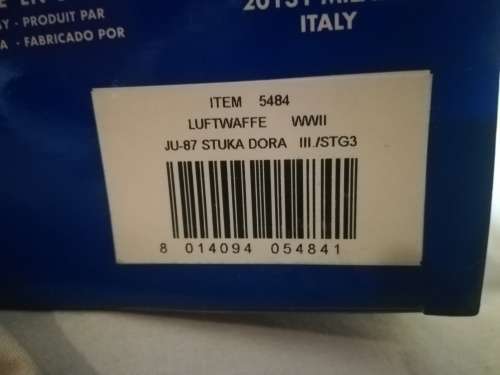 Y - PRODUIT PAR
A - FABRICADO POR
ITALY
ITEM 5484
LUFTWAFFE WWII
JU-87 STUKA DORA III./STG3
8 014094 054841